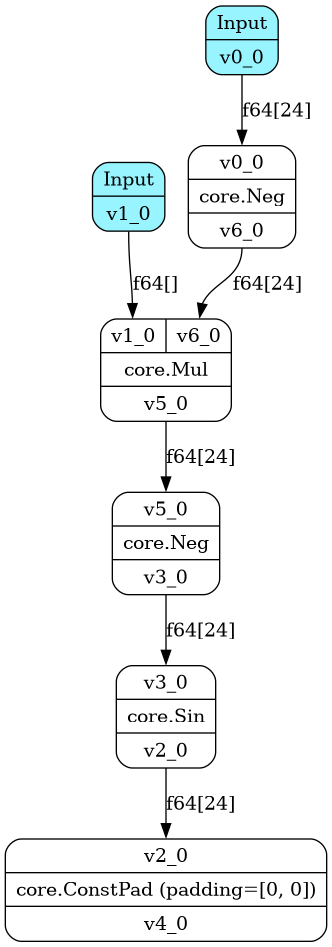 Input
v0_0
f64[24]
v0_0
core.Neg
v6_0
Input
v1_0
f64[]
f64[24]
v1_0 v6_0
core.Mul
v5_0
f64[24]
v5_0
core.Neg
v3_0
f64[24]
v3_0
core.Sin
v2_0
f64[24]
v2_0
core.ConstPad (padding=[0, 0])
v4_0